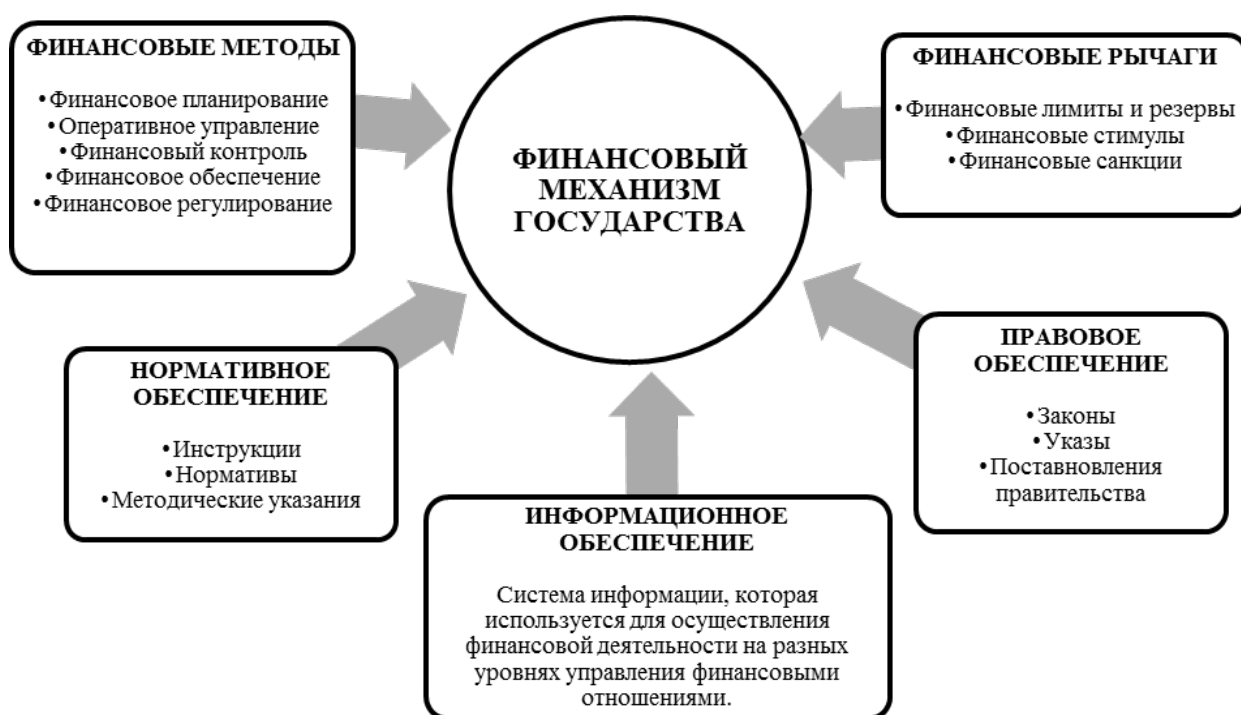 ФИНАНСОВЫЕ МЕТОДЫ
•Финансовое планирование
•Оперативное управление
•Финансовый контроль
•Финансовое обеспечение
•Финансовое регулирование
ФИНАНСОВЫЙ
МЕХАНИЗМ
ГОСУДАРСТВА
ФИНАНСОВЫЕ РЫЧАГИ
•Финансовые лимиты и резервы
•Финансовые стимулы
•Финансовые санкции
НОРМАТИВНОЕ
ОБЕСПЕЧЕНИЕ
•Инструкции
•Нормативы
•Методические указания
ИНФОРМАЦИОННОЕ
ОБЕСПЕЧЕНИЕ
Система информации, которая
используется для осуществления
финансовой деятельности на разных
уровнях управления финансовыми
отношениями.
ПРАВОВОЕ
ОБЕСПЕЧЕНИЕ
•Законы
•Указы
•Поставновления
правительства